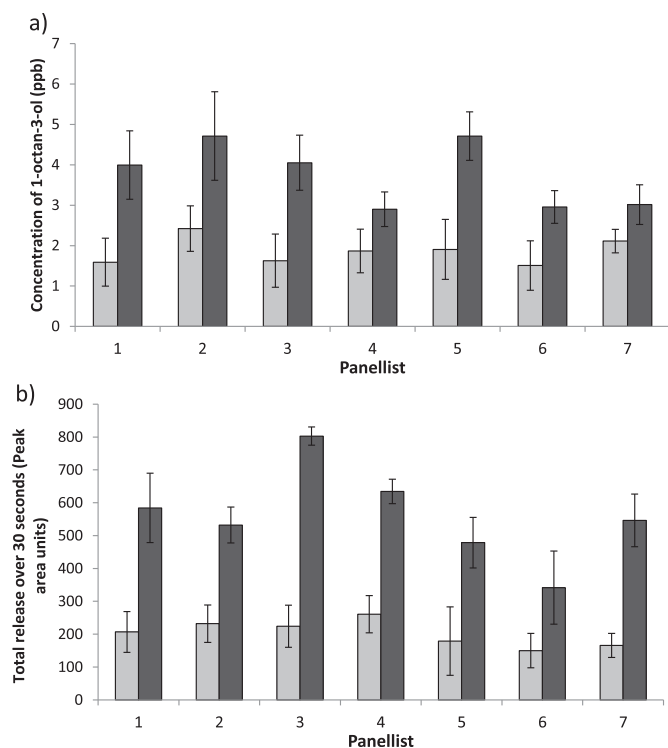 a)
Concentration of 1-octan-3-ol (ppb)
7
6
5
4
3
2
1
0
1 2 3 4 5 6 7
Panellist
b)
Total release over 30 seconds (Peak
area units)
900
800
700
600
500
400
300
200
100
0
1 2 3 4 5 6 7
Panellist